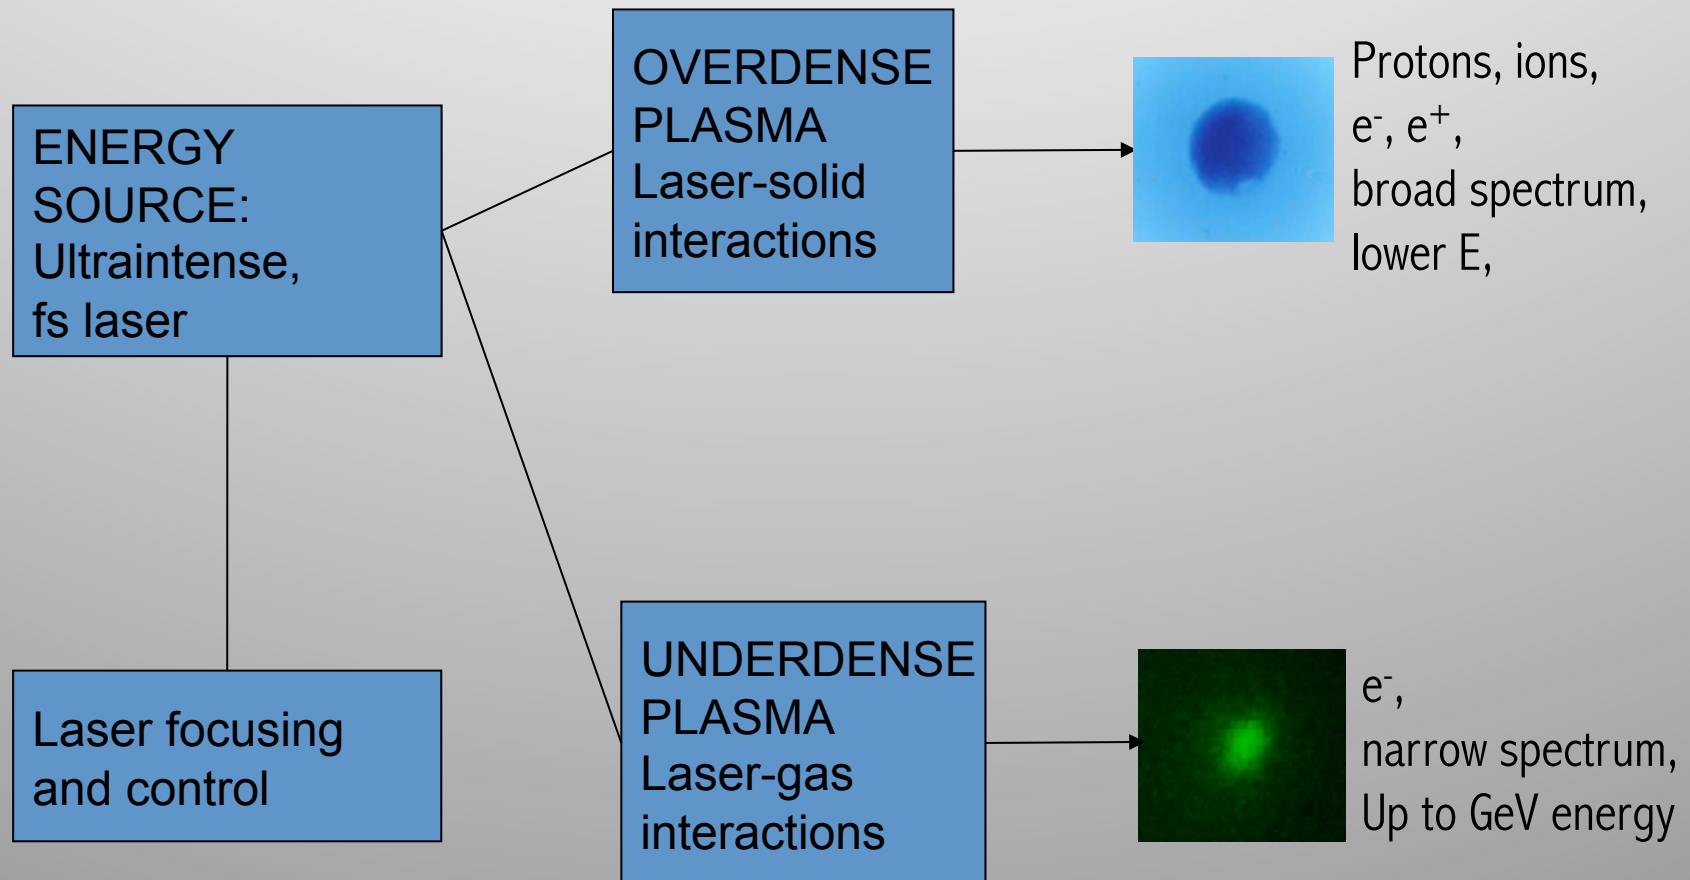 ENERGY
SOURCE:
Ultraintense,
fs laser
Laser focusing
and control
OVERDENSE
PLASMA
Laser-solid
interactions
Protons, ions,
e⁻, e⁺,
broad spectrum,
lower E,
UNDERDENSE
PLASMA
Laser-gas
interactions
e⁻,
narrow spectrum,
Up to GeV energy